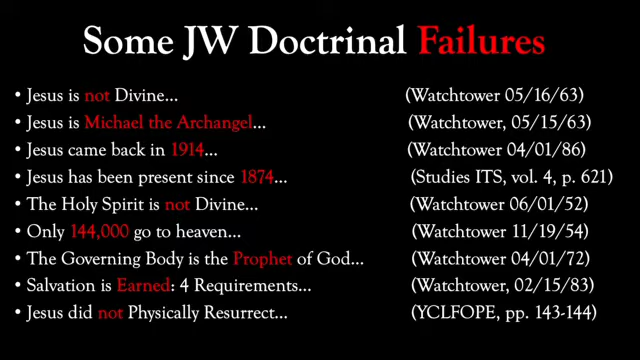 Some JW Doctrinal Failures
• Jesus is not Divine... (Watchtower 05/16/63)
• Jesus is Michael the Archangel... (Watchtower, 05/15/63)
• Jesus came back in 1914... (Watchtower 04/01/86)
• Jesus has been present since 1874... (Studies ITS, vol. 4, p. 621)
• The Holy Spirit is not Divine... (Watchtower 06/01/52)
• Only 144,000 go to heaven... (Watchtower 11/19/54)
• The Governing Body is the Prophet of God... (Watchtower 04/01/72)
• Salvation is Earned: 4 Requirements... (Watchtower, 02/15/83)
• Jesus did not Physically Resurrect... (YCLFOPE, pp. 143-144)